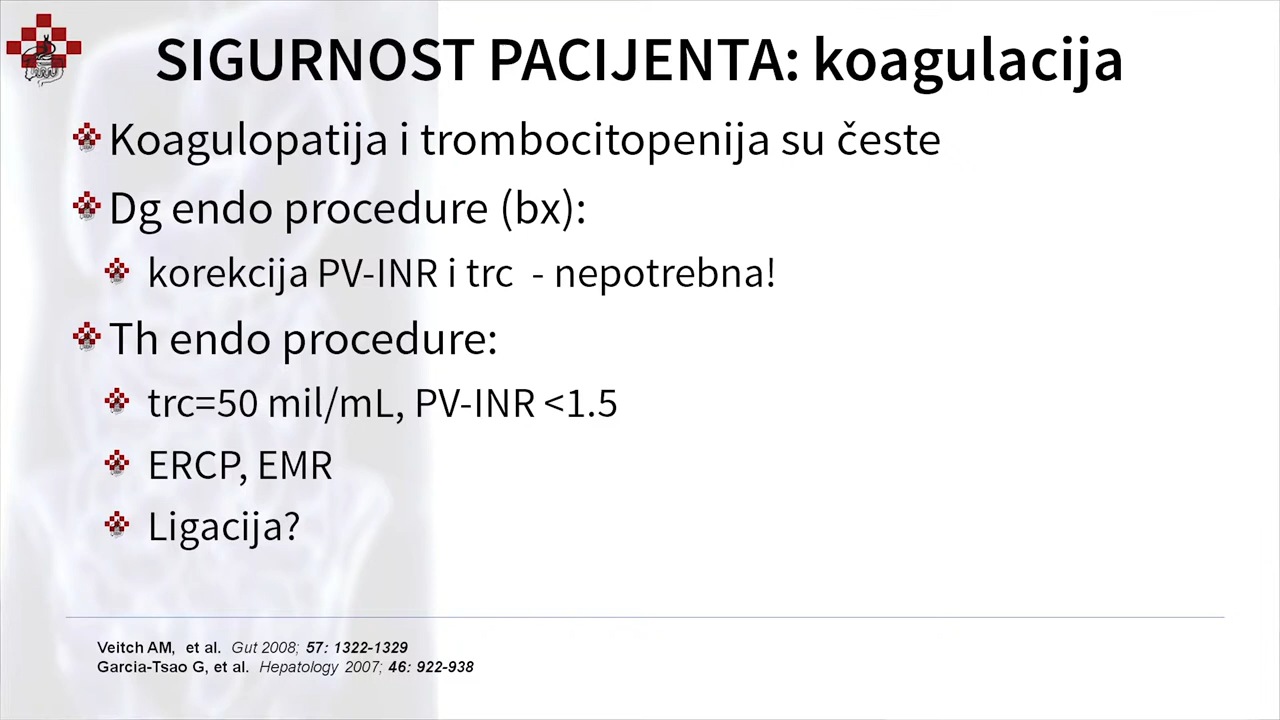 SIGURNOST PACIJENTA: koagulacija
Koagulopatija i trombocitopenija su česte
Dg endo procedure (bx):
korekcija PV-INR i trc - nepotrebna!
Th endo procedure:
trc=50 mil/mL, PV-INR <1.5
ERCP, EMR
Ligacija?
Veitch AM, et al. Gut 2008; 57: 1322-1329
Garcia-Tsao G, et al. Hepatology 2007; 46: 922-938